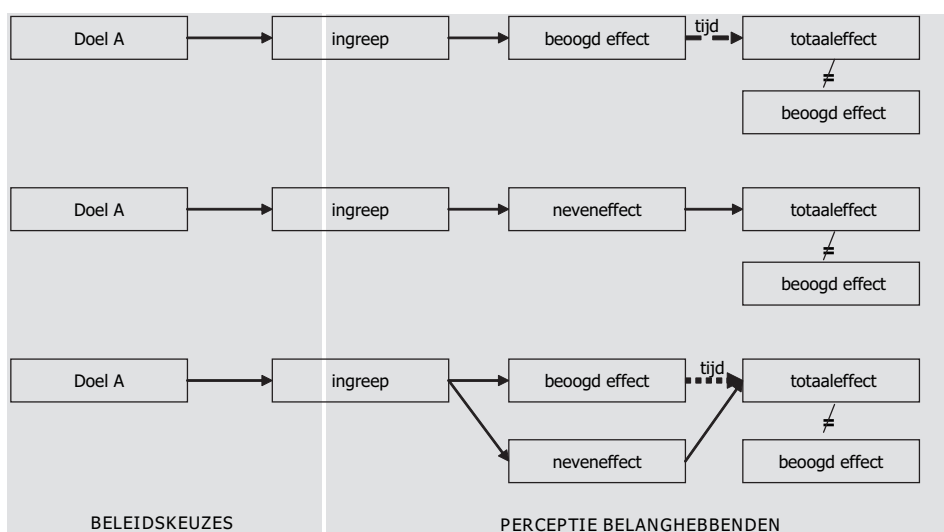 tijd
Doel A
ingreep
beoogd effect
totaaleffect
≠
beoogd effect
Doel A
ingreep
neveneffect
totaaleffect
≠
beoogd effect
tijd
Doel A
ingreep
beoogd effect
totaaleffect
≠
neveneffect
beoogd effect
BELEIDSKEUZES
PERCEPTIE BELANGHEBBENDEN